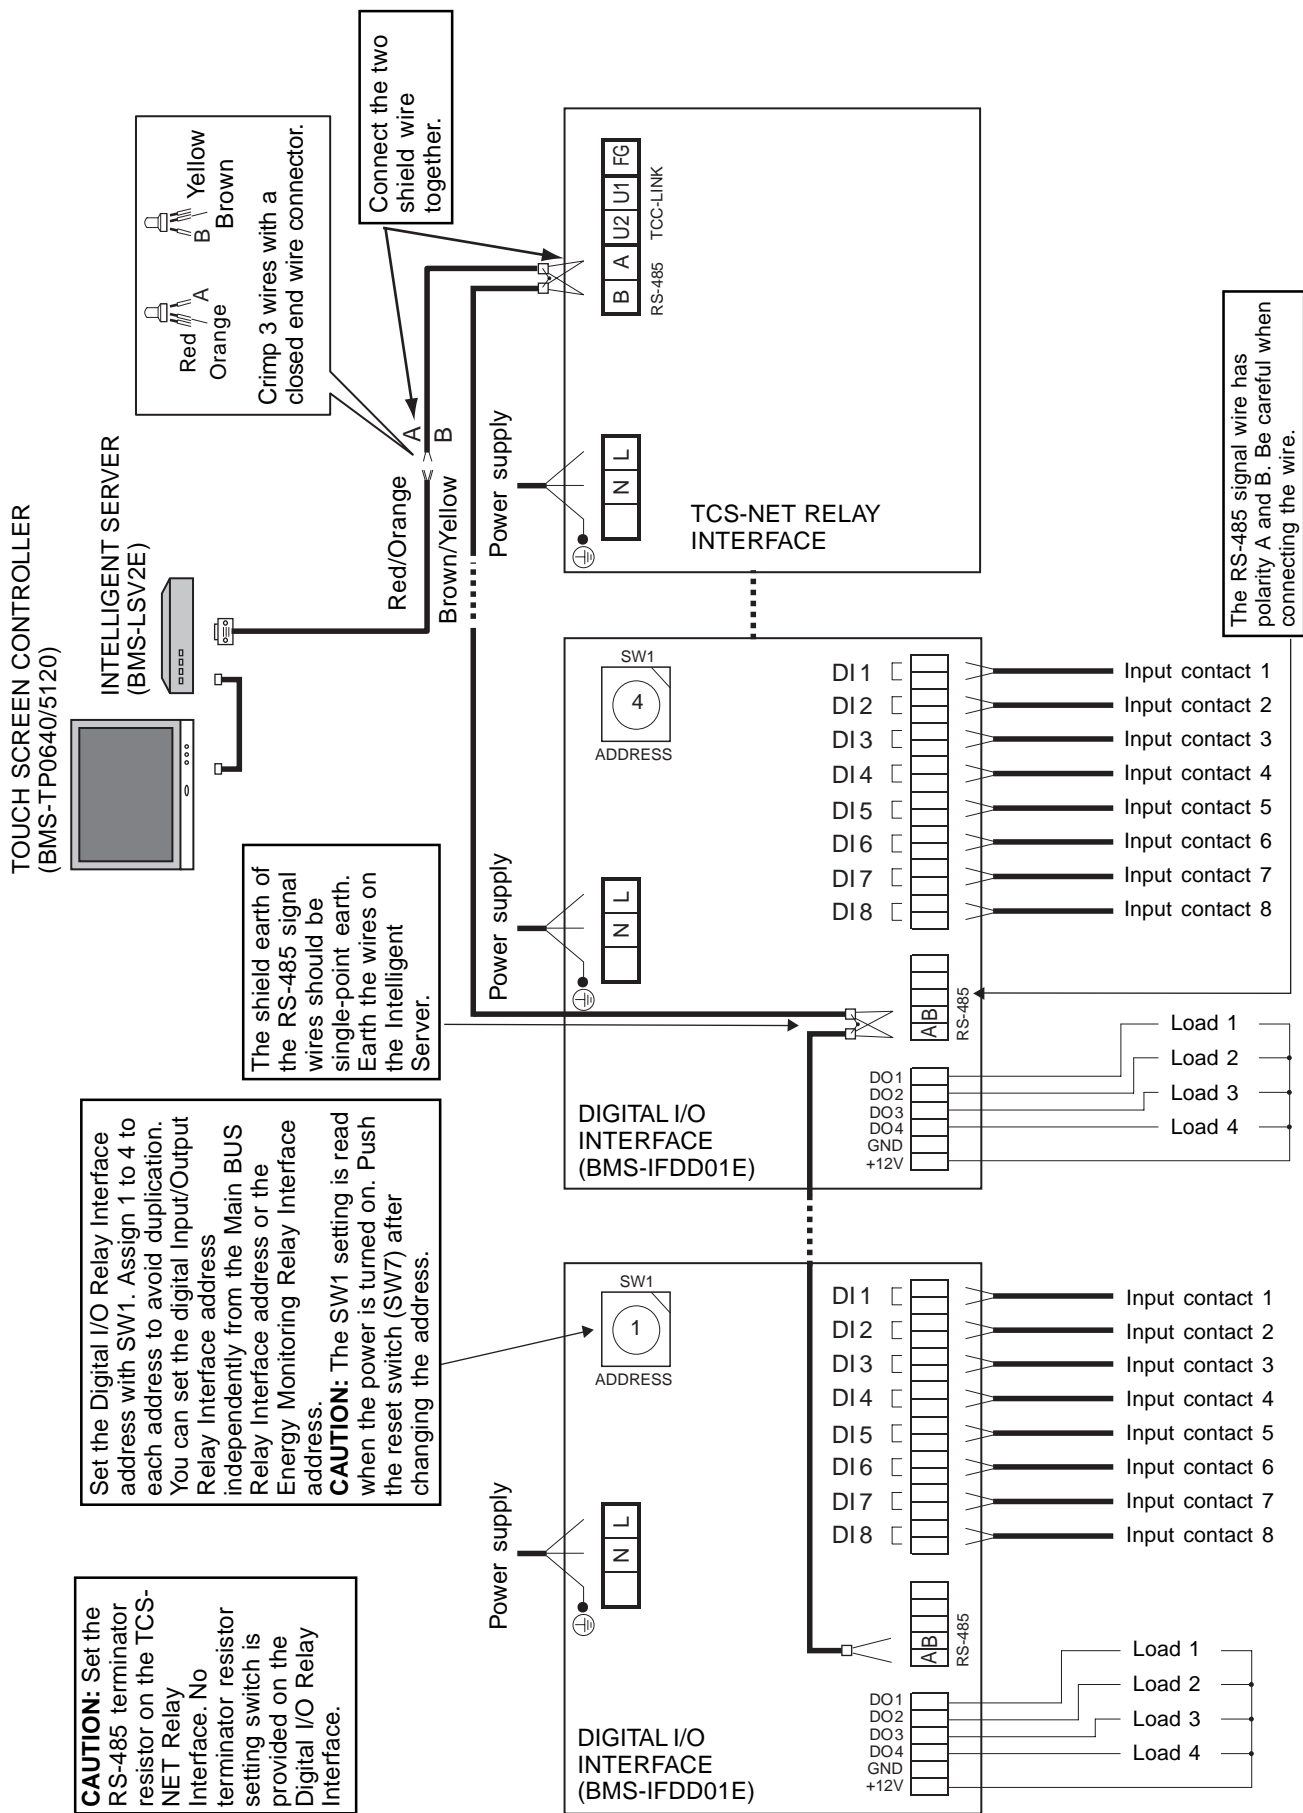 TOUCH SCREEN CONTROLLER
(BMS-TP0640/5120)
INTELLIGENT SERVER
(BMS-LSV2E)
Red
A
Orange
B
Yellow
Brown
Crimp 3 wires with a
closed end wire connector.
Connect the two
shield wire
together.
Red/Orange
A
Brown/Yellow
B
The shield earth of
the RS-485 signal
wires should be
single-point earth.
Earth the wires on
the Intelligent
Server.
Set the Digital I/O Relay Interface
address with SW1. Assign 1 to 4 to
each address to avoid duplication.
You can set the digital Input/Output
Relay Interface address
independently from the Main BUS
Relay Interface address or the
Energy Monitoring Relay Interface
address.
CAUTION: The SW1 setting is read
when the power is turned on. Push
the reset switch (SW7) after
changing the address.
CAUTION: Set the
RS-485 terminator
resistor on the TCS-
NET Relay
Interface. No
terminator resistor
setting switch is
provided on the
Digital I/O Relay
Interface.
Power supply
N L
B A U2 U1 FG
RS-485 TCC-LINK
TCS-NET RELAY
INTERFACE
Power supply
N L
SW1
4
ADDRESS
DI1
DI2
DI3
DI4
DI5
DI6
DI7
DI8
Input contact 1
Input contact 2
Input contact 3
Input contact 4
Input contact 5
Input contact 6
Input contact 7
Input contact 8
A B
RS-485
The RS-485 signal wire has
polarity A and B. Be careful when
connecting the wire.
DO1
DO2
DO3
DO4
GND
+12V
Load 1
Load 2
Load 3
Load 4
DIGITAL I/O
INTERFACE
(BMS-IFDD01E)
Power supply
N L
SW1
1
ADDRESS
DI1
DI2
DI3
DI4
DI5
DI6
DI7
DI8
Input contact 1
Input contact 2
Input contact 3
Input contact 4
Input contact 5
Input contact 6
Input contact 7
Input contact 8
A B
RS-485
DO1
DO2
DO3
DO4
GND
+12V
Load 1
Load 2
Load 3
Load 4
DIGITAL I/O
INTERFACE
(BMS-IFDD01E)